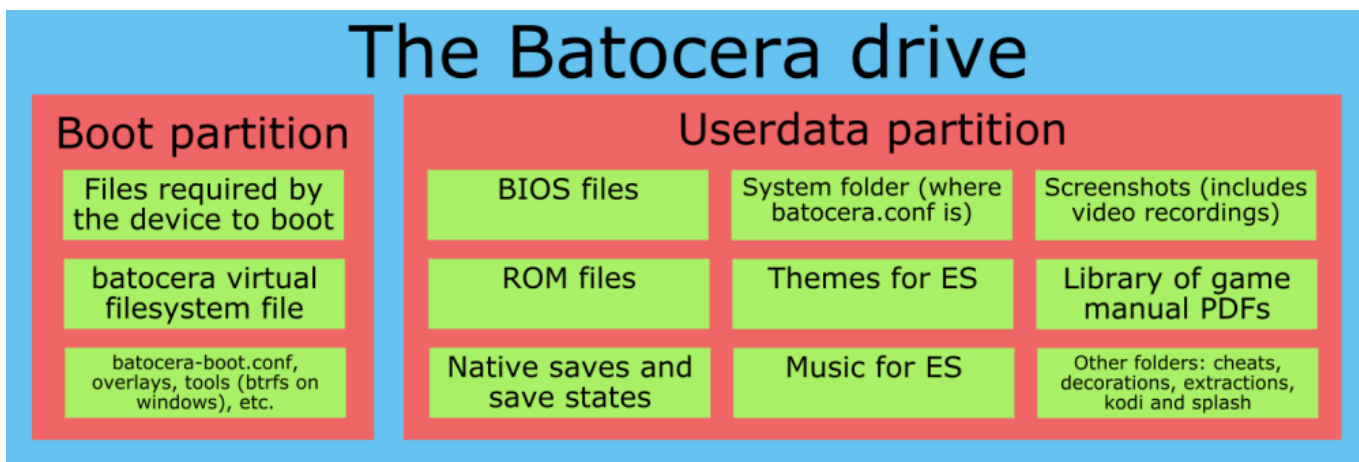 The Batocera drive
Boot partition
Files required by
the device to boot
batocera virtual
filesystem file
batocera-boot.conf,
overlays, tools (btrfs on
windows), etc.
Userdata partition
BIOS files
System folder (where
batocera.conf is)
Screenshots (includes
video recordings)
ROM files
Themes for ES
Library of game
manual PDFs
Native saves and
save states
Music for ES
Other folders: cheats,
decorations, extractions,
kodi and splash